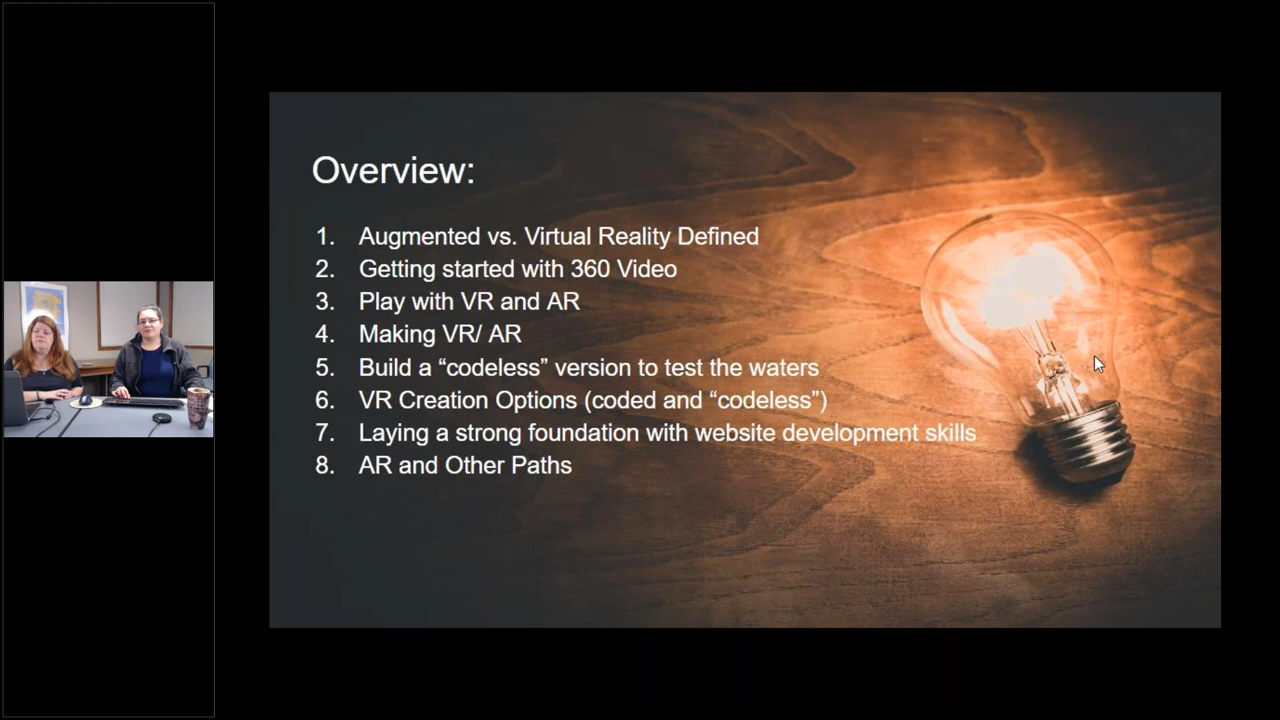 Overview:
1. Augmented vs. Virtual Reality Defined
2. Getting started with 360 Video
3. Play with VR and AR
4. Making VR/ AR
5. Build a “codeless” version to test the waters
6. VR Creation Options (coded and “codeless”)
7. Laying a strong foundation with website development skills
8. AR and Other Paths